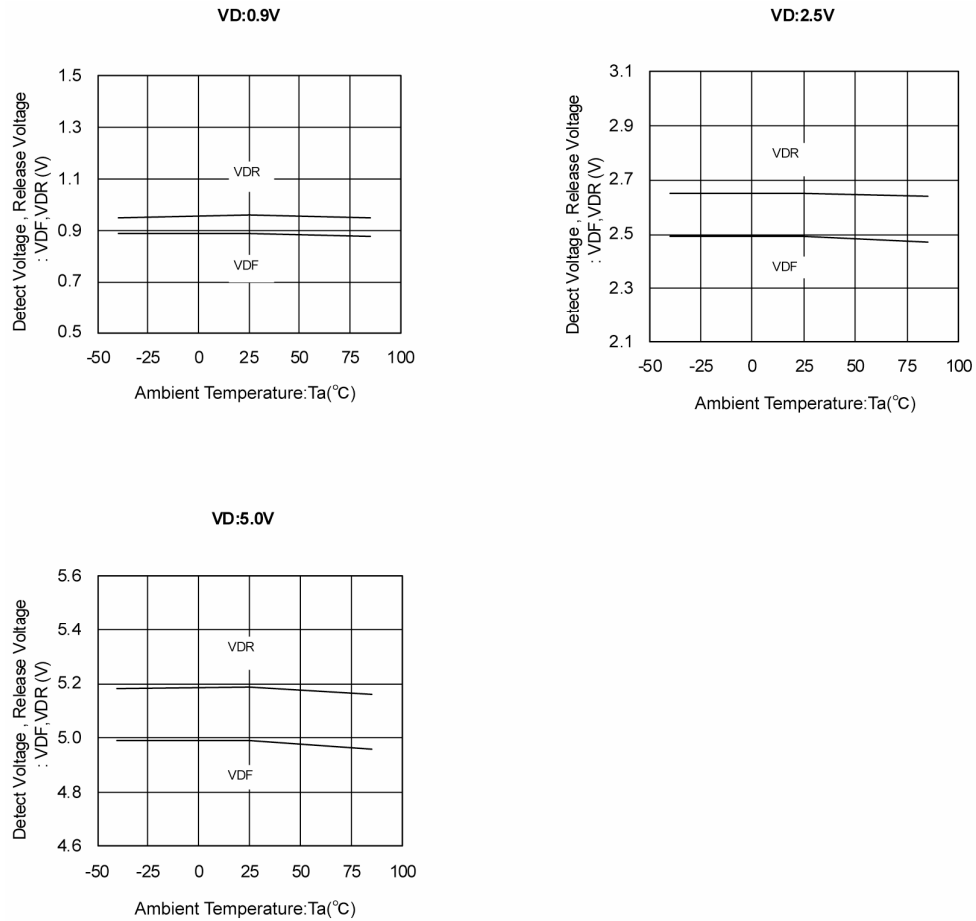 VD:0.9V
Detect Voltage , Release Voltage
: VDF,VDR (V)
1.5
1.3
1.1
0.9
0.7
0.5
VDR
VDF
-50 -25 0 25 50 75 100
Ambient Temperature:Ta(°C)
VD:2.5V
Detect Voltage , Release Voltage
: VDF,VDR (V)
3.1
2.9
2.7
2.5
2.3
2.1
VDR
VDF
-50 -25 0 25 50 75 100
Ambient Temperature:Ta(°C)
VD:5.0V
Detect Voltage , Release Voltage
: VDF,VDR (V)
5.6
5.4
5.2
5.0
4.8
4.6
VDR
VDF
-50 -25 0 25 50 75 100
Ambient Temperature:Ta(°C)